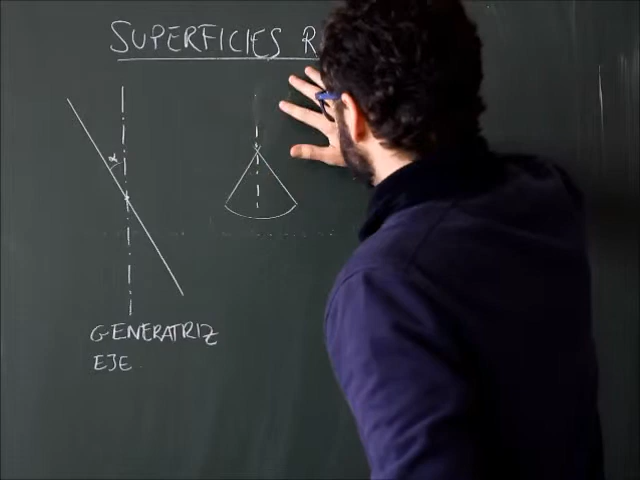 SUPERFICIES R
α
GENERATRIZ
EJE